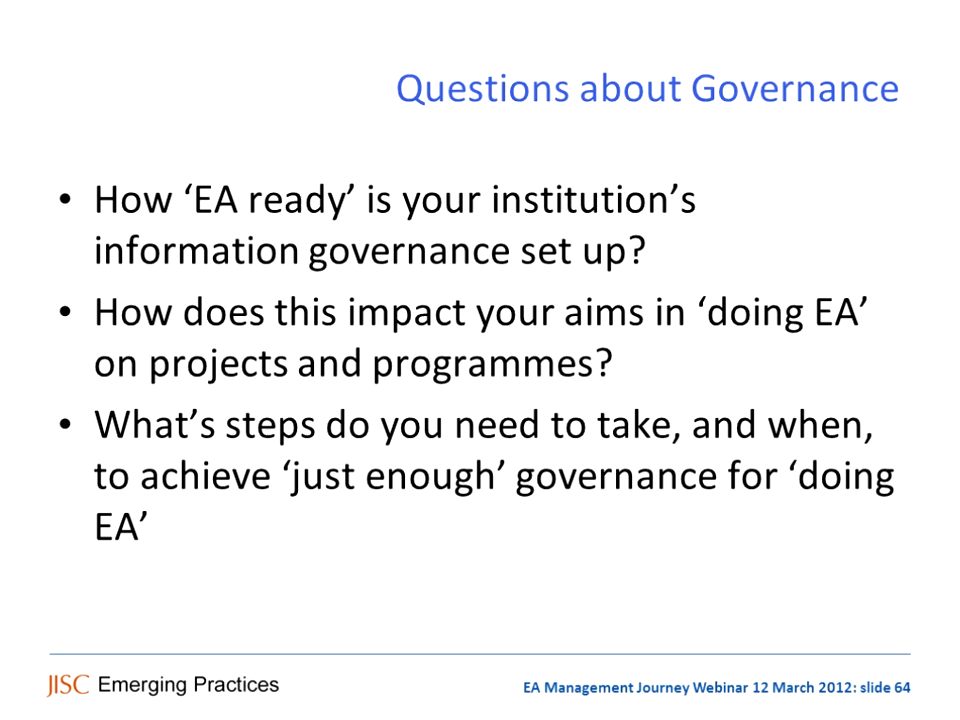 Questions about Governance
• How ‘EA ready’ is your institution’s
information governance set up?
• How does this impact your aims in ‘doing EA’
on projects and programmes?
• What’s steps do you need to take, and when,
to achieve ‘just enough’ governance for ‘doing
EA’
JISC Emerging Practices
EA Management Journey Webinar 12 March 2012: slide 64